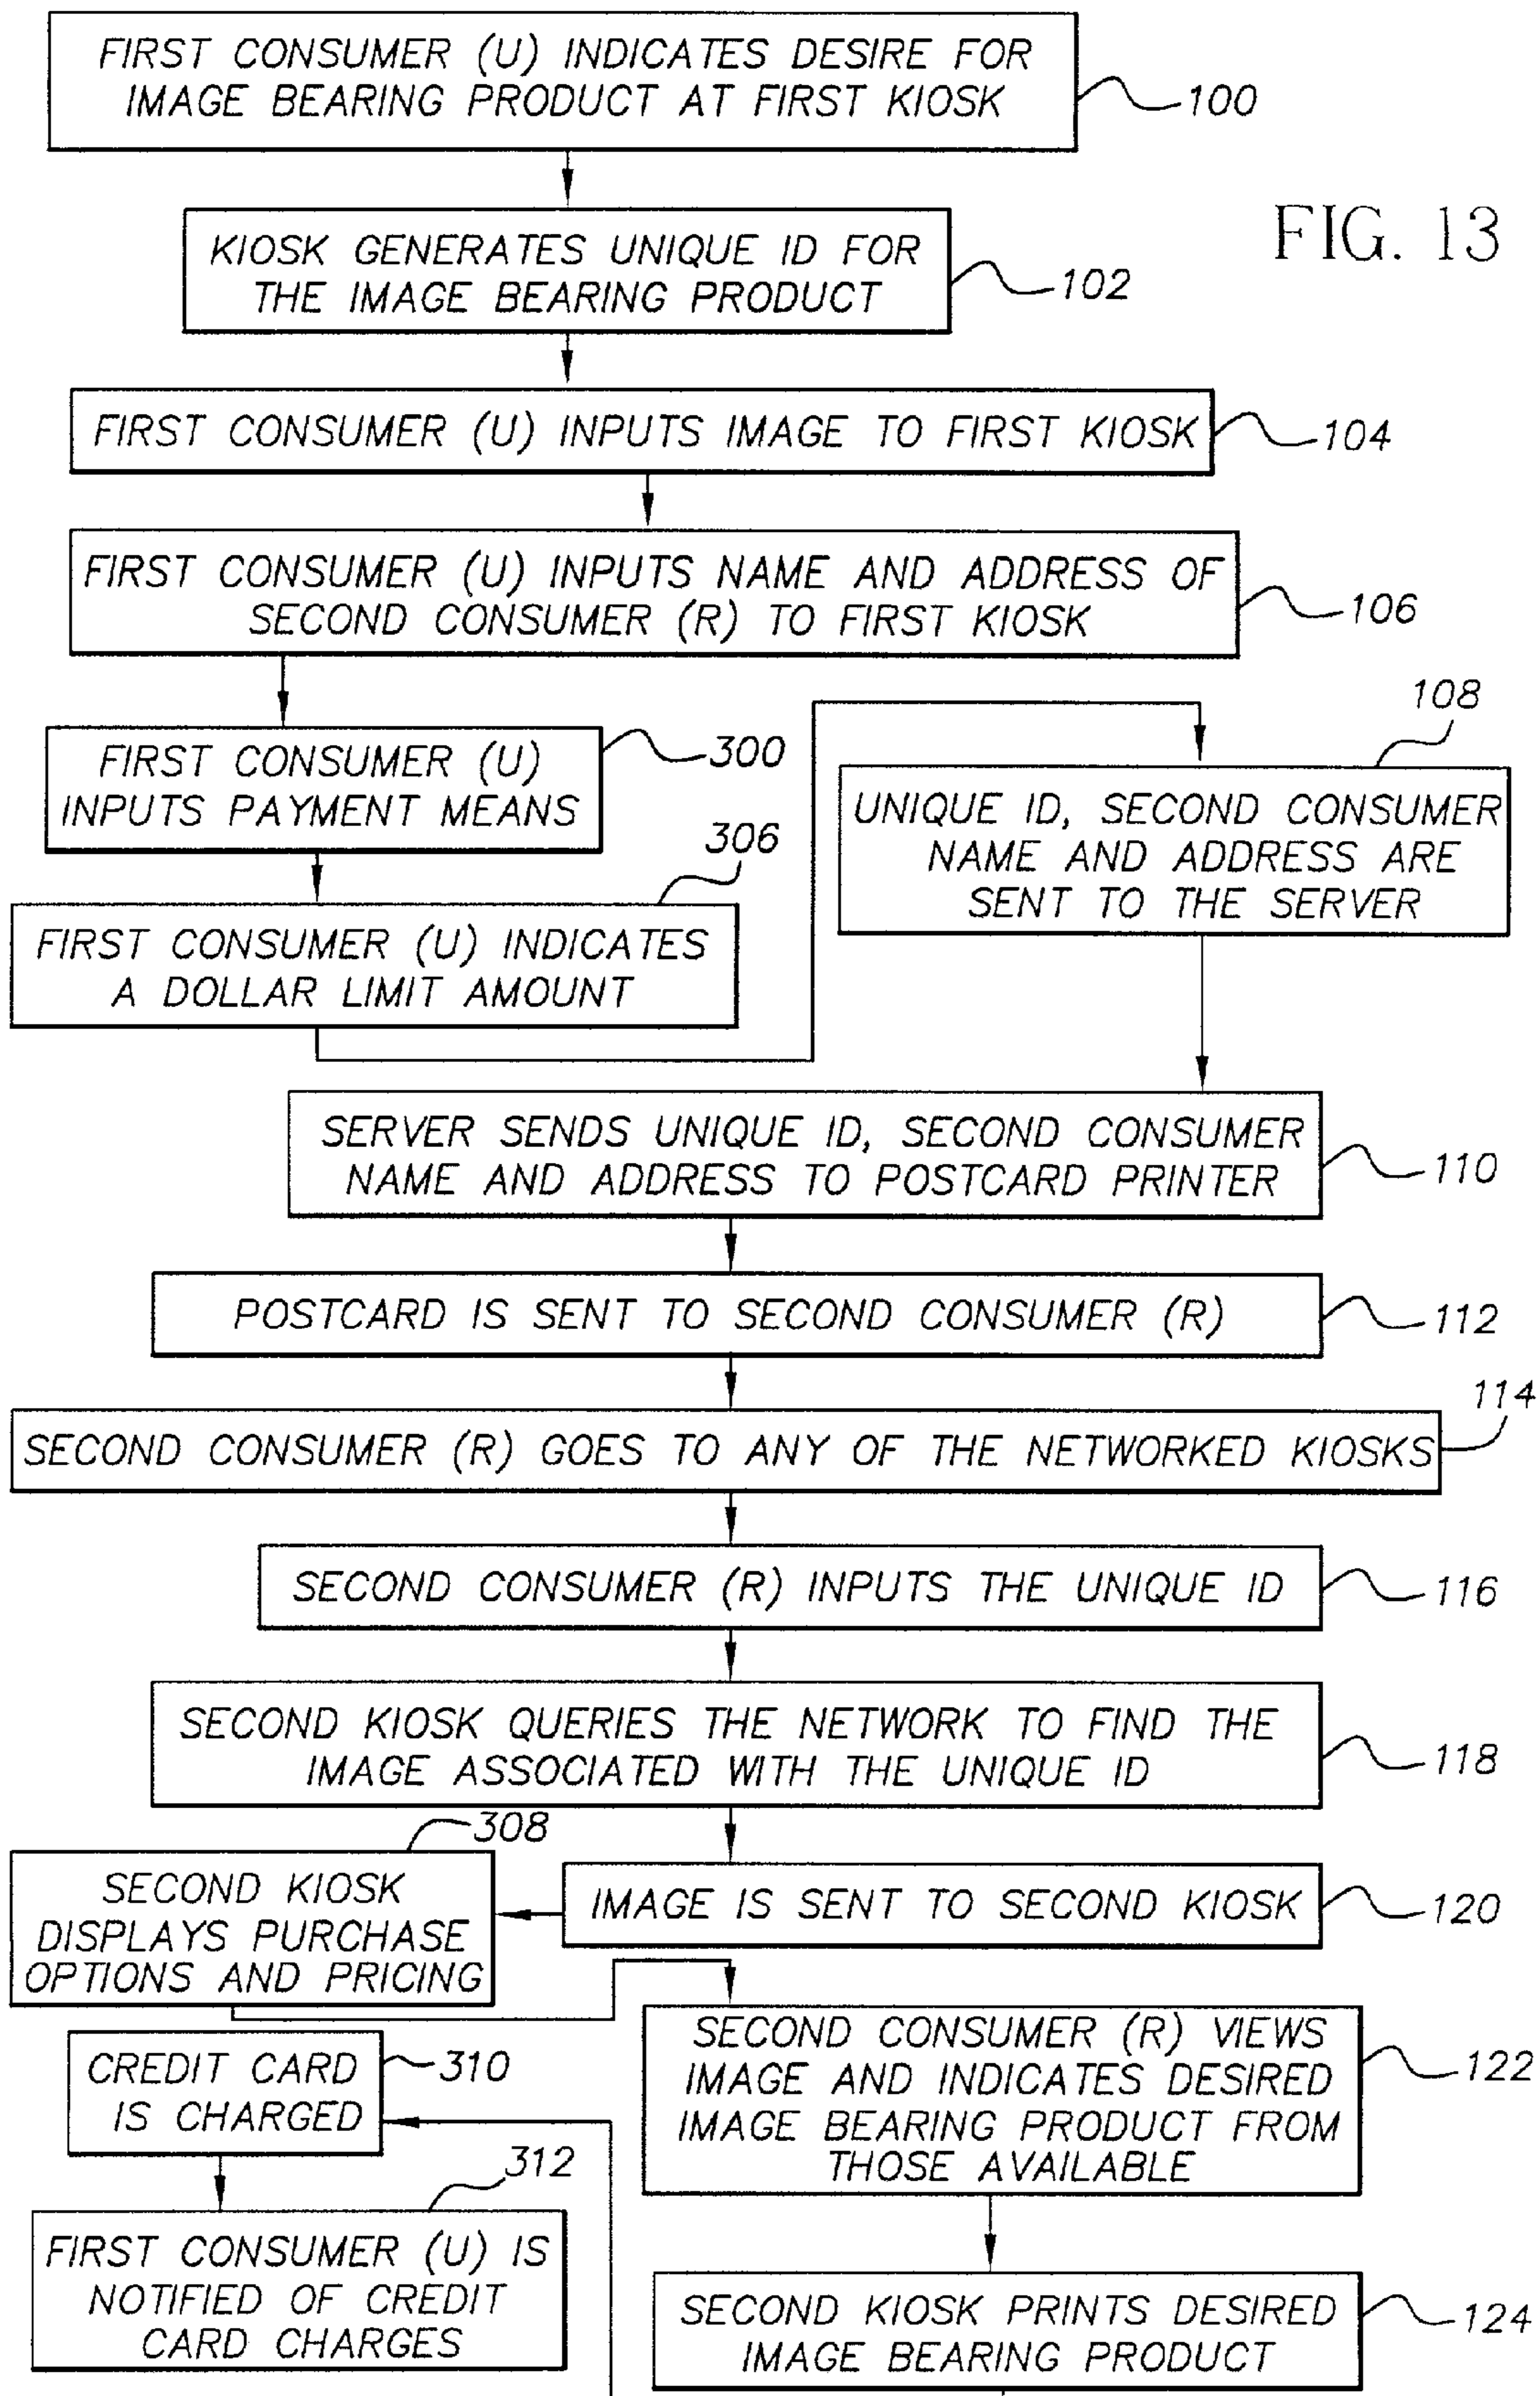 FIRST CONSUMER (U) INDICATES DESIRE FOR
IMAGE BEARING PRODUCT AT FIRST KIOSK
100
FIG. 13
KIOSK GENERATES UNIQUE ID FOR
THE IMAGE BEARING PRODUCT
102
FIRST CONSUMER (U) INPUTS IMAGE TO FIRST KIOSK
104
FIRST CONSUMER (U) INPUTS NAME AND ADDRESS OF
SECOND CONSUMER (R) TO FIRST KIOSK
106
FIRST CONSUMER (U)
INPUTS PAYMENT MEANS
300
306
FIRST CONSUMER (U) INDICATES
A DOLLAR LIMIT AMOUNT
108
UNIQUE ID, SECOND CONSUMER
NAME AND ADDRESS ARE
SENT TO THE SERVER
SERVER SENDS UNIQUE ID, SECOND CONSUMER
NAME AND ADDRESS TO POSTCARD PRINTER
110
POSTCARD IS SENT TO SECOND CONSUMER (R)
112
114
SECOND CONSUMER (R) GOES TO ANY OF THE NETWORKED KIOSKS
SECOND CONSUMER (R) INPUTS THE UNIQUE ID
116
SECOND KIOSK QUERIES THE NETWORK TO FIND THE
IMAGE ASSOCIATED WITH THE UNIQUE ID
118
IMAGE IS SENT TO SECOND KIOSK
120
308
SECOND KIOSK
DISPLAYS PURCHASE
OPTIONS AND PRICING
SECOND CONSUMER (R) VIEWS
IMAGE AND INDICATES DESIRED
IMAGE BEARING PRODUCT FROM
THOSE AVAILABLE
122
CREDIT CARD
IS CHARGED
310
312
FIRST CONSUMER (U) IS
NOTIFIED OF CREDIT
CARD CHARGES
SECOND KIOSK PRINTS DESIRED
IMAGE BEARING PRODUCT
124